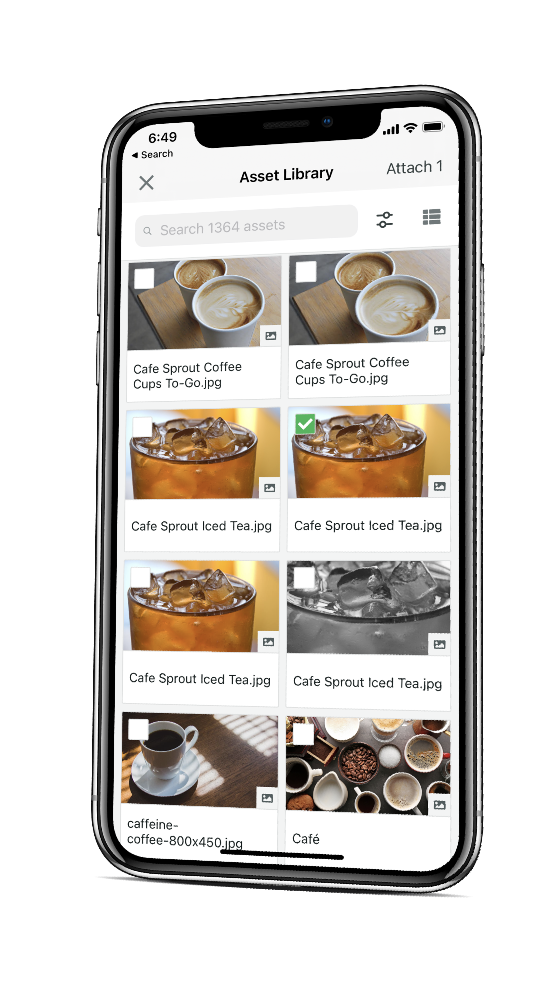 6:49
◀ Search
Asset Library
Attach 1
Search 1364 assets
Cafe Sprout Coffee
Cups To-Go.jpg
Cafe Sprout Coffee
Cups To-Go.jpg
Cafe Sprout Iced Tea.jpg
Cafe Sprout Iced Tea.jpg
Cafe Sprout Iced Tea.jpg
Cafe Sprout Iced Tea.jpg
caffeine-
coffee-800x450.jpg
Café